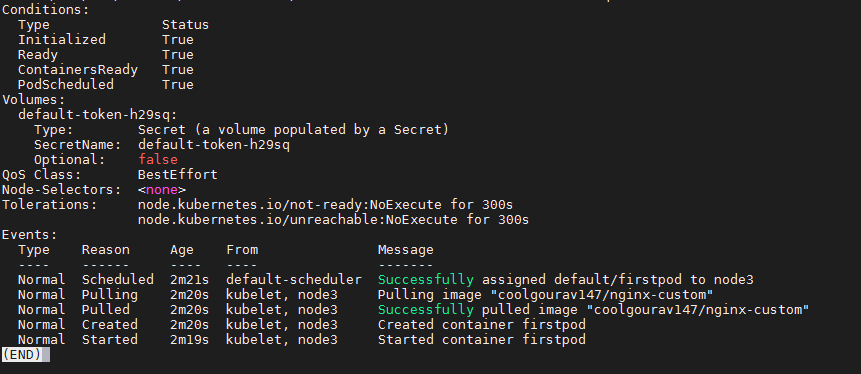 Conditions:
  Type              Status
  Initialized       True
  Ready             True
  ContainersReady   True
  PodScheduled      True
Volumes:
  default-token-h29sq:
    Type:        Secret (a volume populated by a Secret)
    SecretName:  default-token-h29sq
    Optional:    false
QoS Class:       BestEffort
Node-Selectors:  <none>
Tolerations:     node.kubernetes.io/not-ready:NoExecute for 300s
                 node.kubernetes.io/unreachable:NoExecute for 300s
Events:
  Type    Reason     Age    From               Message
  ----    ------     ----   ----               -------
  Normal  Scheduled  2m21s  default-scheduler  Successfully assigned default/firstpod to node3
  Normal  Pulling    2m20s  kubelet, node3     Pulling image "coolgourav147/nginx-custom"
  Normal  Pulled     2m20s  kubelet, node3     Successfully pulled image "coolgourav147/nginx-custom"
  Normal  Created    2m20s  kubelet, node3     Created container firstpod
  Normal  Started    2m19s  kubelet, node3     Started container firstpod
(END)